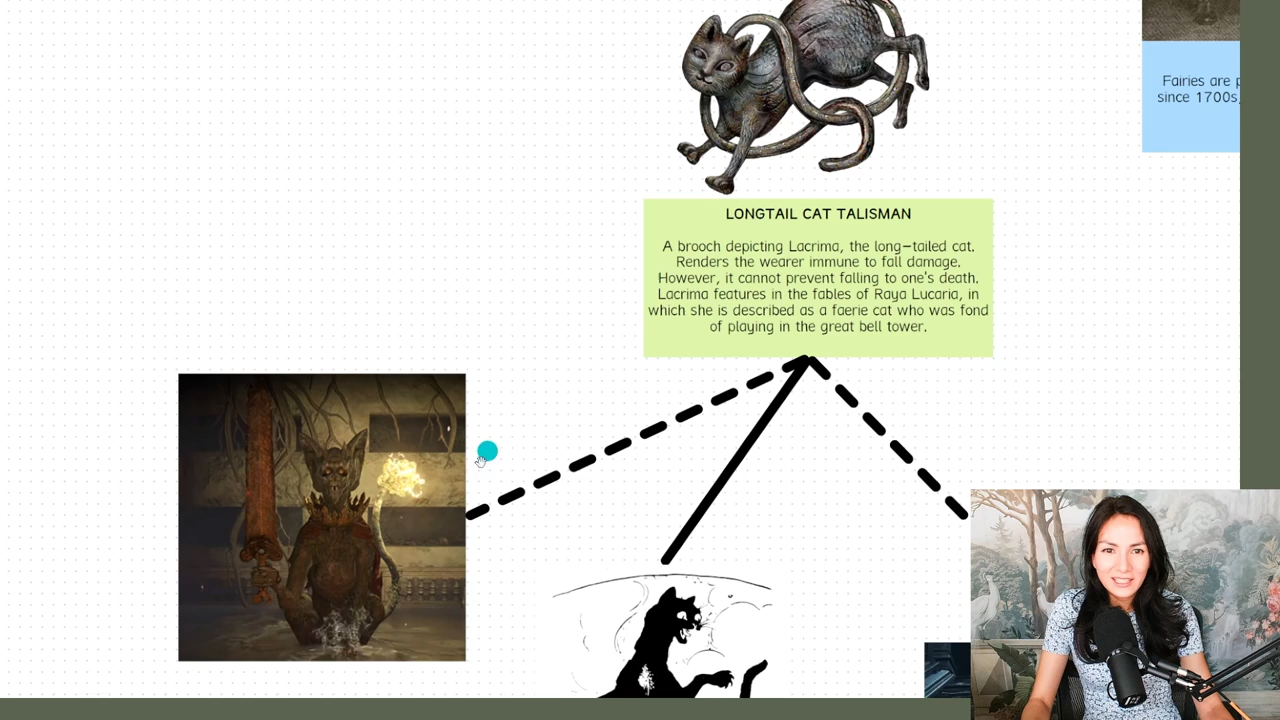 Fairies are
since 1700s,
LONGTAIL CAT TALISMAN
A brooch depicting Lacrima, the long-tailed cat.
Renders the wearer immune to fall damage.
However, it cannot prevent falling to one's death.
Lacrima features in the fables of Raya Lucaria, in
which she is described as a faerie cat who was fond
of playing in the great bell tower.